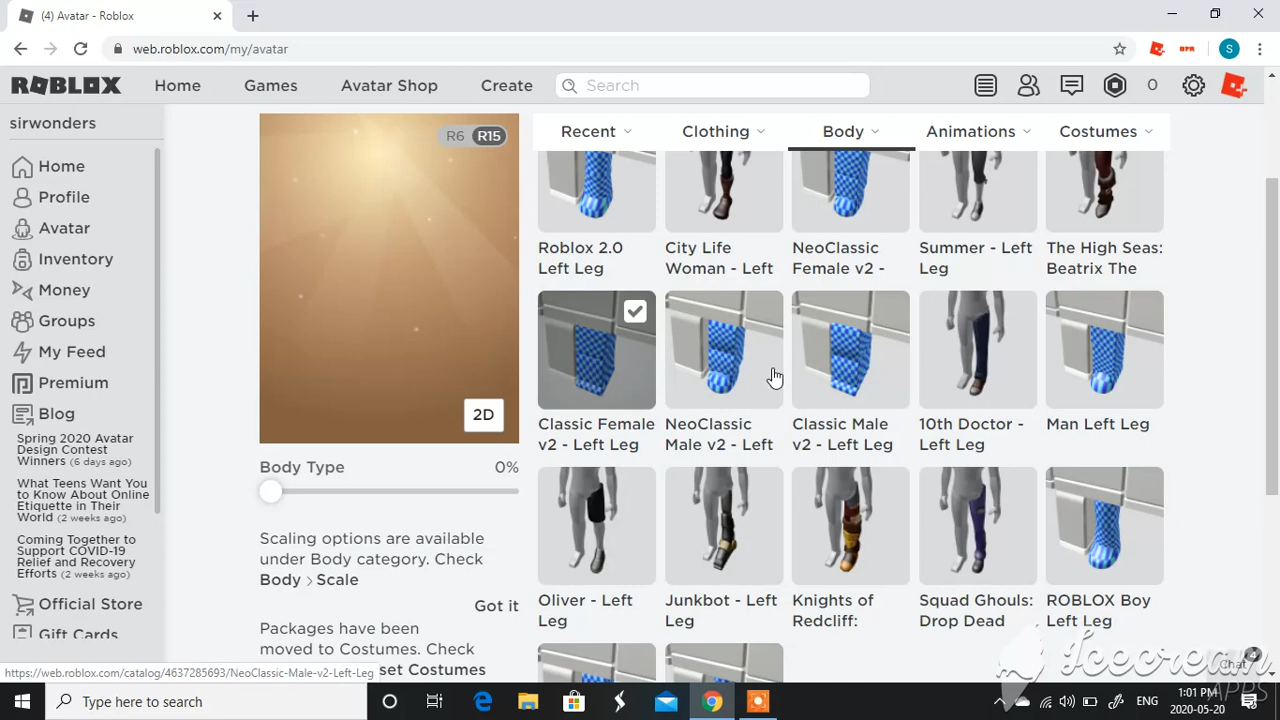 (4) Avatar - Roblox
web.roblox.com/my/avatar
S
ROBLOX
Home
Games
Avatar Shop
Create
Search
0
sirwonders
Home
Profile
Avatar
Inventory
Money
Groups
My Feed
Premium
Blog
Spring 2020 Avatar
Design Contest
Winners (6 days ago)
What Teens Want You
to Know About Online
Etiquette in Their
World (2 weeks ago)
Coming Together to
Support COVID-19
Relief and Recovery
Efforts (2 weeks ago)
Official Store
Gift Cards
R6 R15
2D
Body Type 0%
Scaling options are available
under Body category. Check
Body > Scale
Got it
Packages have been
moved to Costumes. Check
set Costumes
Recent
Clothing
Body
Animations
Costumes
Roblox 2.0
Left Leg
City Life
Woman - Left
NeoClassic
Female v2 -
Summer - Left
Leg
The High Seas:
Beatrix The
Classic Female
v2 - Left Leg
NeoClassic
Male v2 - Left
Classic Male
v2 - Left Leg
10th Doctor -
Left Leg
Man Left Leg
Oliver - Left
Leg
Junkbot - Left
Leg
Knights of
Redcliff:
Squad Ghouls:
Drop Dead
ROBLOX Boy
Left Leg
https://web.roblox.com/catalog/4637285693/NeoClassic-Male-v2-Left-Leg
Chat
Icecream
APPS
Type here to search
ENG
1:01 PM
2020-05-20